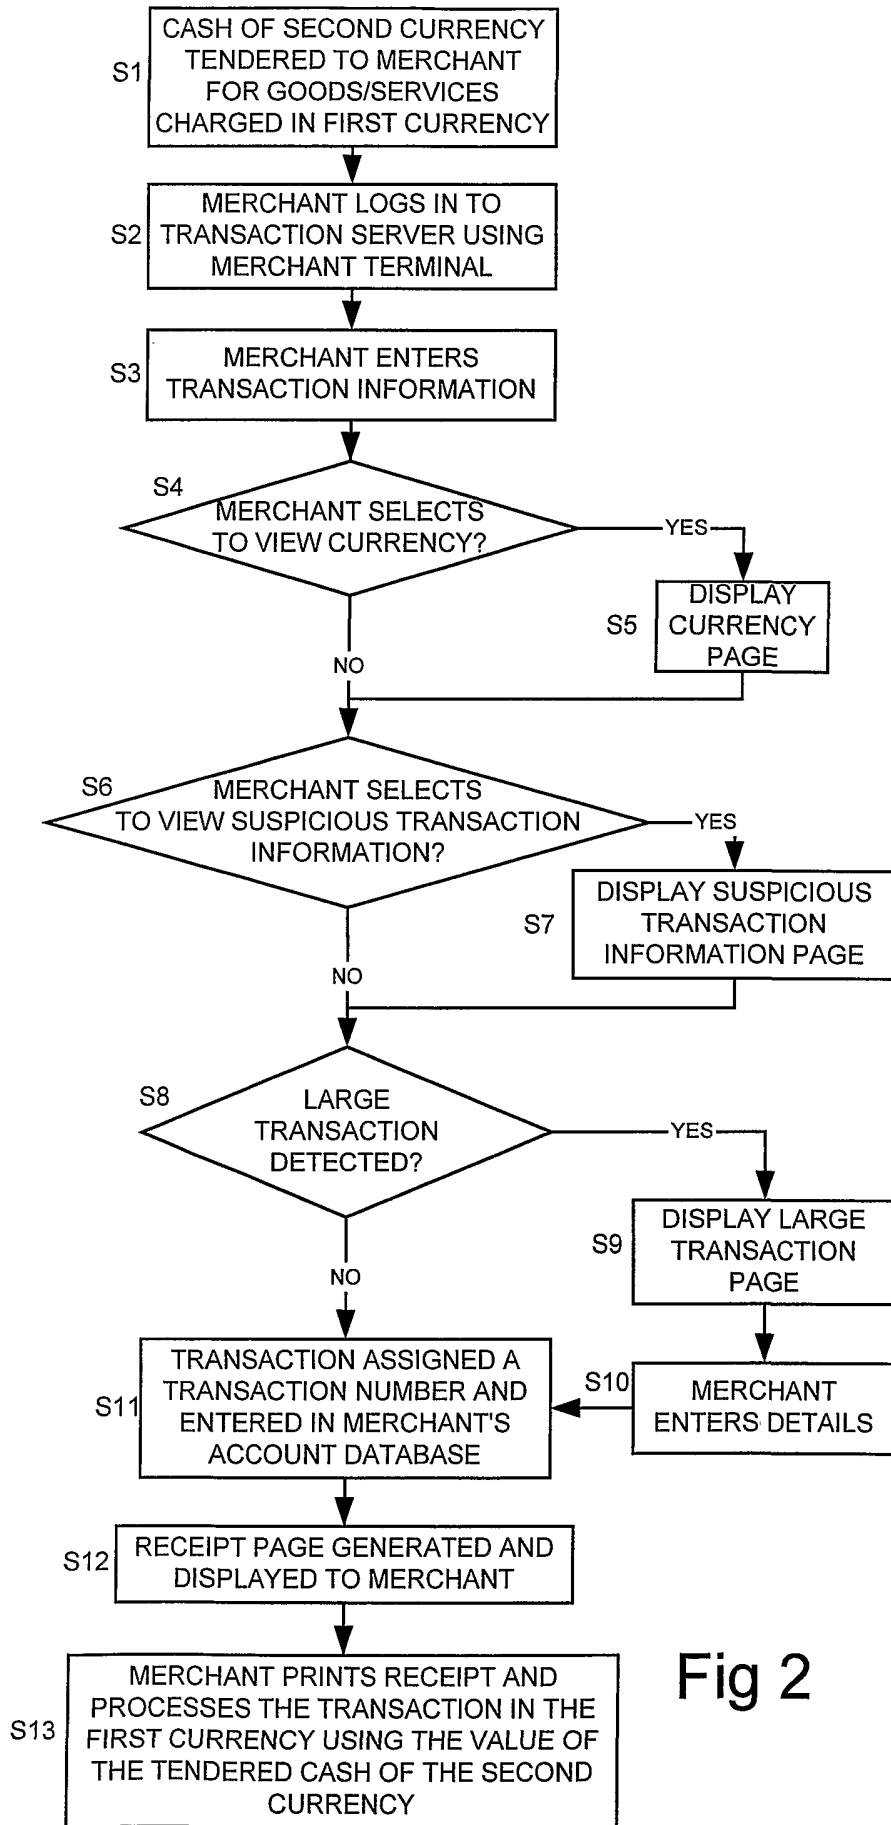 S1
CASH OF SECOND CURRENCY
TENDERED TO MERCHANT
FOR GOODS/SERVICES
CHARGED IN FIRST CURRENCY
S2
MERCHANT LOGS IN TO
TRANSACTION SERVER USING
MERCHANT TERMINAL
S3
MERCHANT ENTERS
TRANSACTION INFORMATION
S4
MERCHANT SELECTS
TO VIEW CURRENCY?
YES
S5
DISPLAY
CURRENCY
PAGE
NO
S6
MERCHANT SELECTS
TO VIEW SUSPICIOUS TRANSACTION
INFORMATION?
YES
S7
DISPLAY SUSPICIOUS
TRANSACTION
INFORMATION PAGE
NO
S8
LARGE
TRANSACTION
DETECTED?
YES
S9
DISPLAY LARGE
TRANSACTION
PAGE
NO
S10
MERCHANT
ENTERS DETAILS
S11
TRANSACTION ASSIGNED A
TRANSACTION NUMBER AND
ENTERED IN MERCHANT'S
ACCOUNT DATABASE
S12
RECEIPT PAGE GENERATED AND
DISPLAYED TO MERCHANT
S13
MERCHANT PRINTS RECEIPT AND
PROCESSES THE TRANSACTION IN THE
FIRST CURRENCY USING THE VALUE OF
THE TENDERED CASH OF THE SECOND
CURRENCY
Fig 2